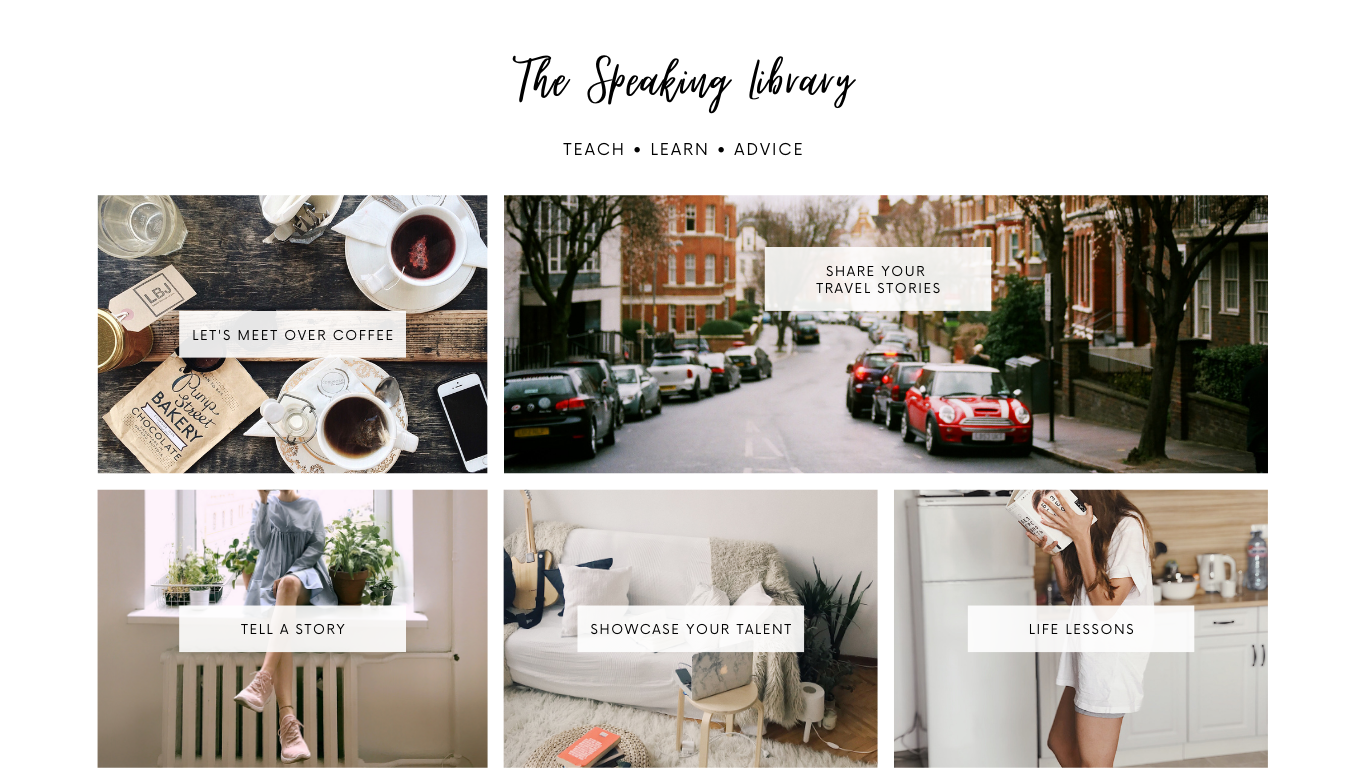 The Speaking Library
TEACH • LEARN • ADVICE
LBJ
LET'S MEET OVER COFFEE
Pump
Street
BAKERY
CHOCOLATE
SHARE YOUR
TRAVEL STORIES
TELL A STORY
SHOWCASE YOUR TALENT
LIFE LESSONS